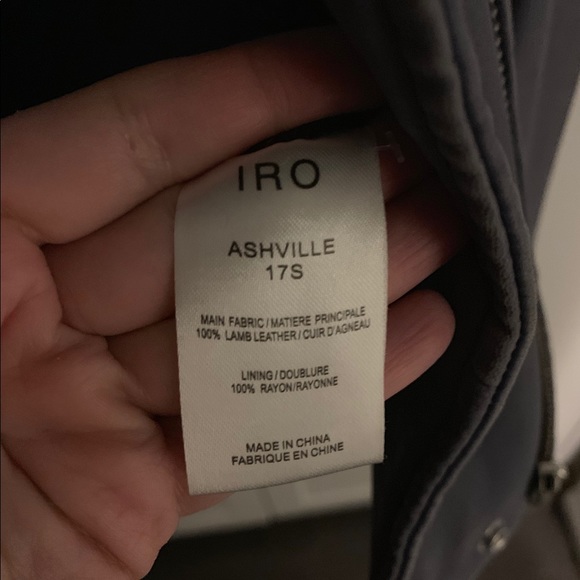 IRO
ASHVILLE
17S
MAIN FABRIC/MATIERE PRINCIPALE
100% LAMB LEATHER/CUIR D'AGNEAU
LINING/DOUBLURE
100% RAYON/RAYONNE
MADE IN CHINA
FABRIQUE EN CHINE